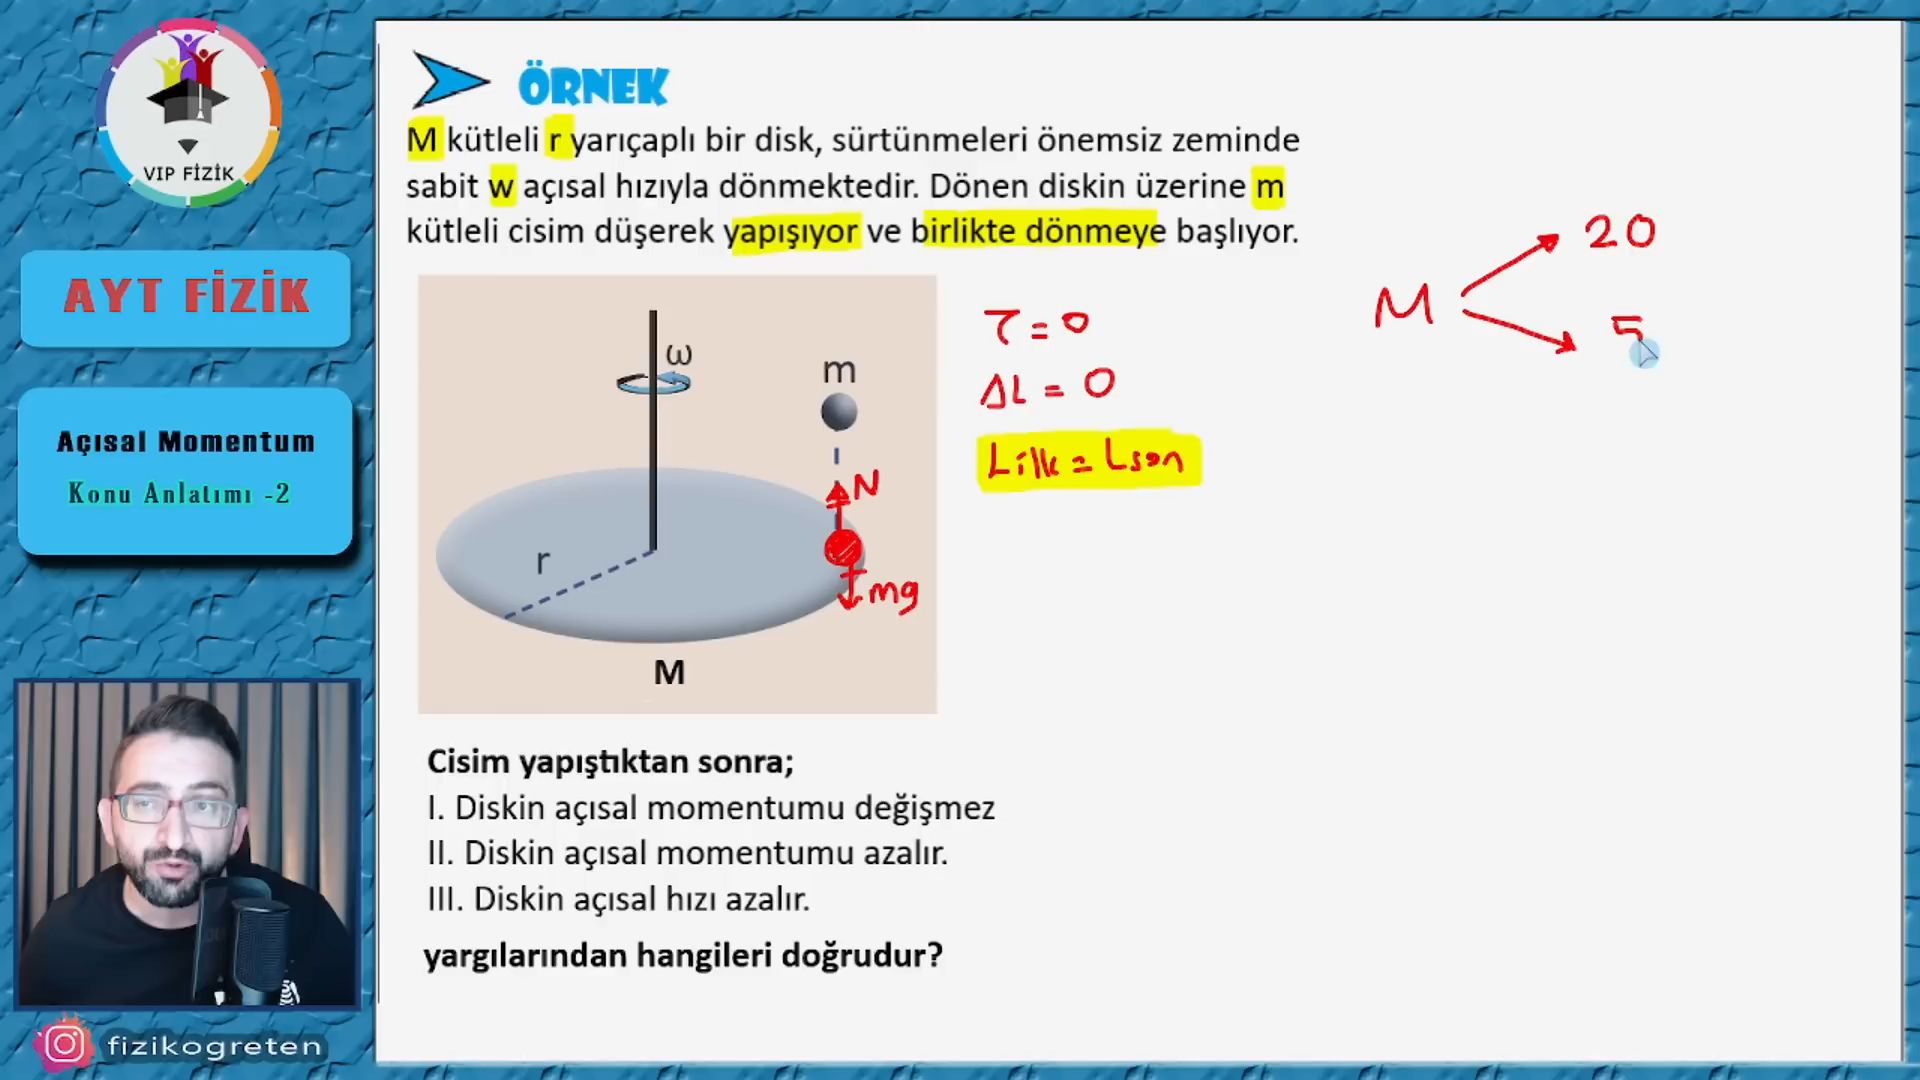 VIP FİZİK
AYT FİZİK
Açısal Momentum
Konu Anlatımı -2
fizikogreten
ÖRNEK
M kütleli r yarıçaplı bir disk, sürtünmeleri önemsiz zeminde
sabit w açısal hızıyla dönmektedir. Dönen diskin üzerine m
kütleli cisim düşerek yapışıyor ve birlikte dönmeye başlıyor.
ω
m
N
mg
r
M
τ = 0
ΔL = 0
Lilk = Lson
M
20
5
Cisim yapıştıktan sonra;
I. Diskin açısal momentumu değişmez
II. Diskin açısal momentumu azalır.
III. Diskin açısal hızı azalır.
yargılarından hangileri doğrudur?